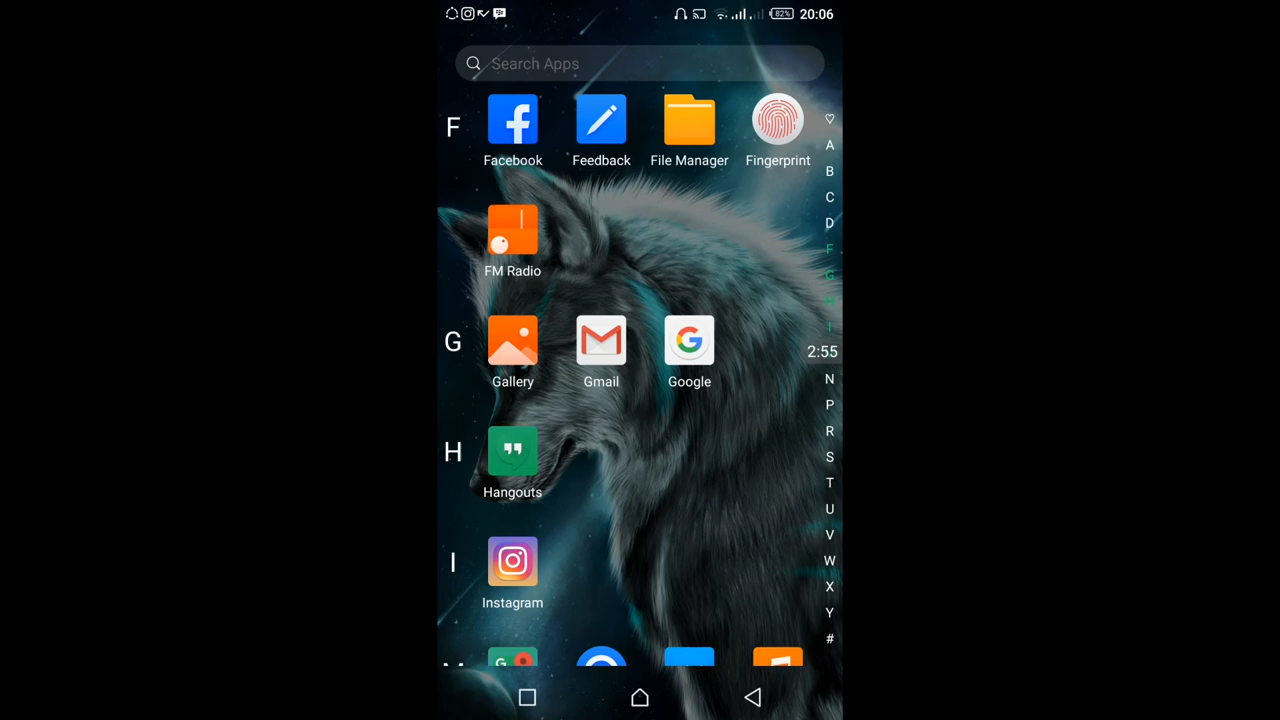 82% 20:06
Search Apps
F
Facebook Feedback File Manager Fingerprint
FM Radio
G
Gallery Gmail Google
H
Hangouts
I
Instagram
A
B
C
D
F
G
H
I
2:55
N
P
R
S
T
U
V
W
X
Y
#